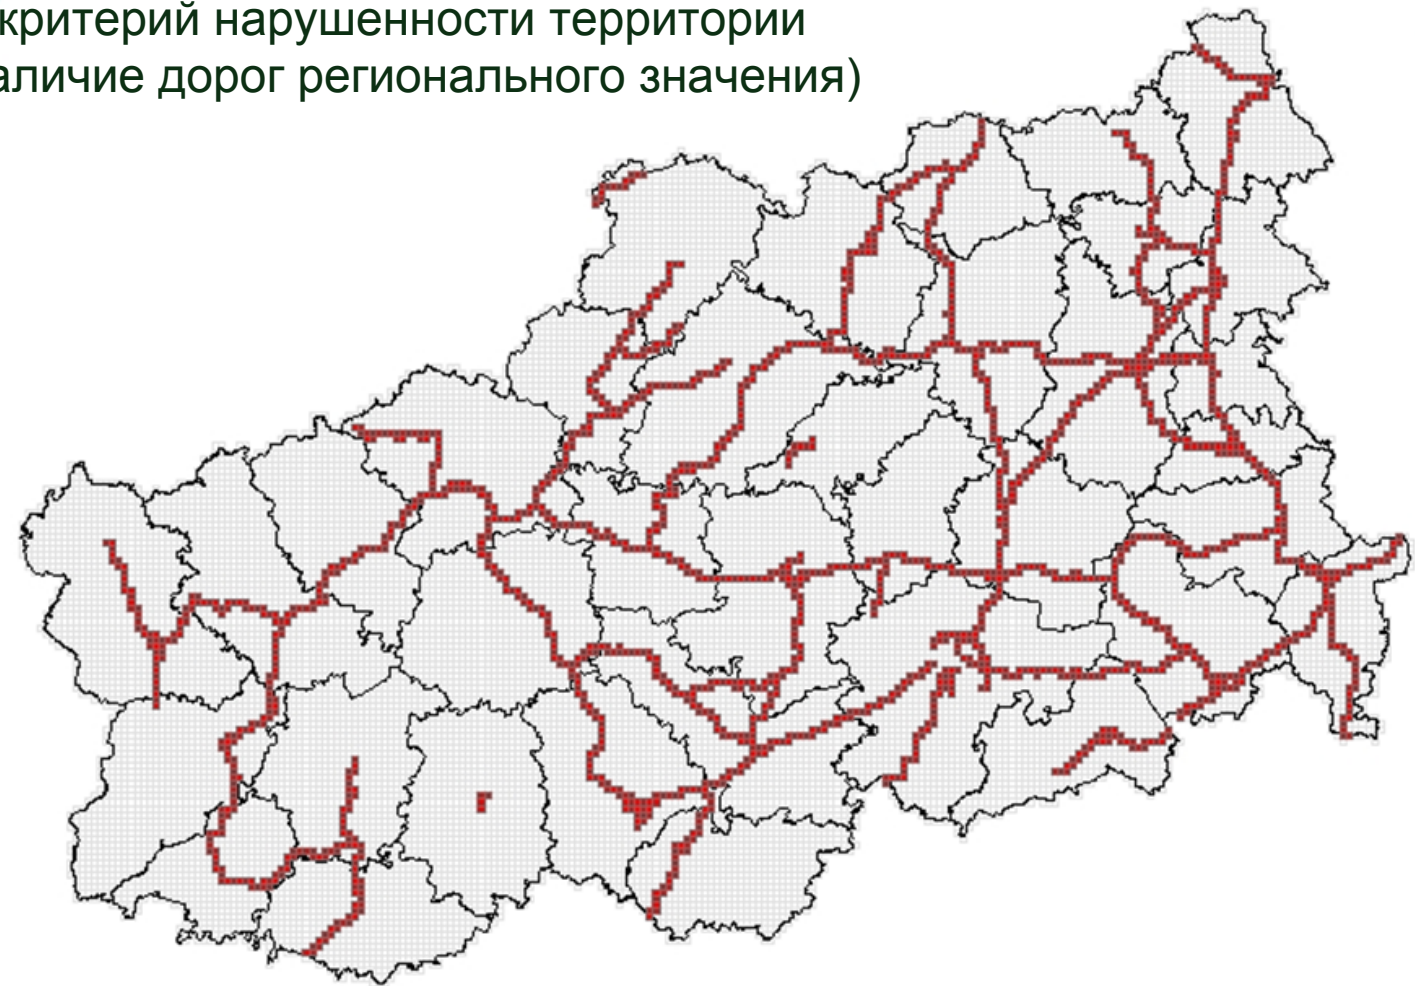 критерий нарушенности территории
аличие дорог регионального значения)